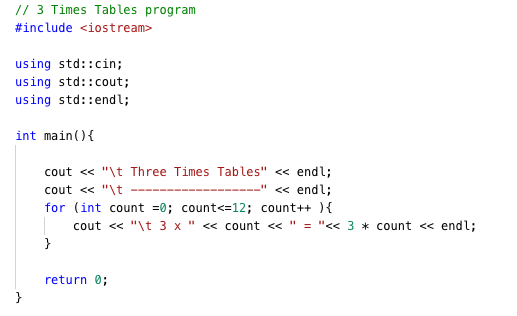 // 3 Times Tables program
#include <iostream>
using std::cin;
using std::cout;
using std::endl;
int main(){
cout << "\t Three Times Tables" << endl;
cout << "\t ------------------" << endl;
for (int count =0; count<=12; count++ ){
cout << "\t 3 x " << count << " = "<< 3 * count << endl;
}
return 0;
}